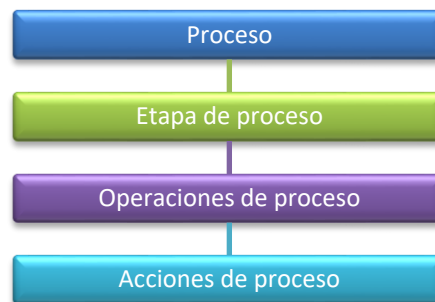 Proceso
Etapa de proceso
Operaciones de proceso
Acciones de proceso